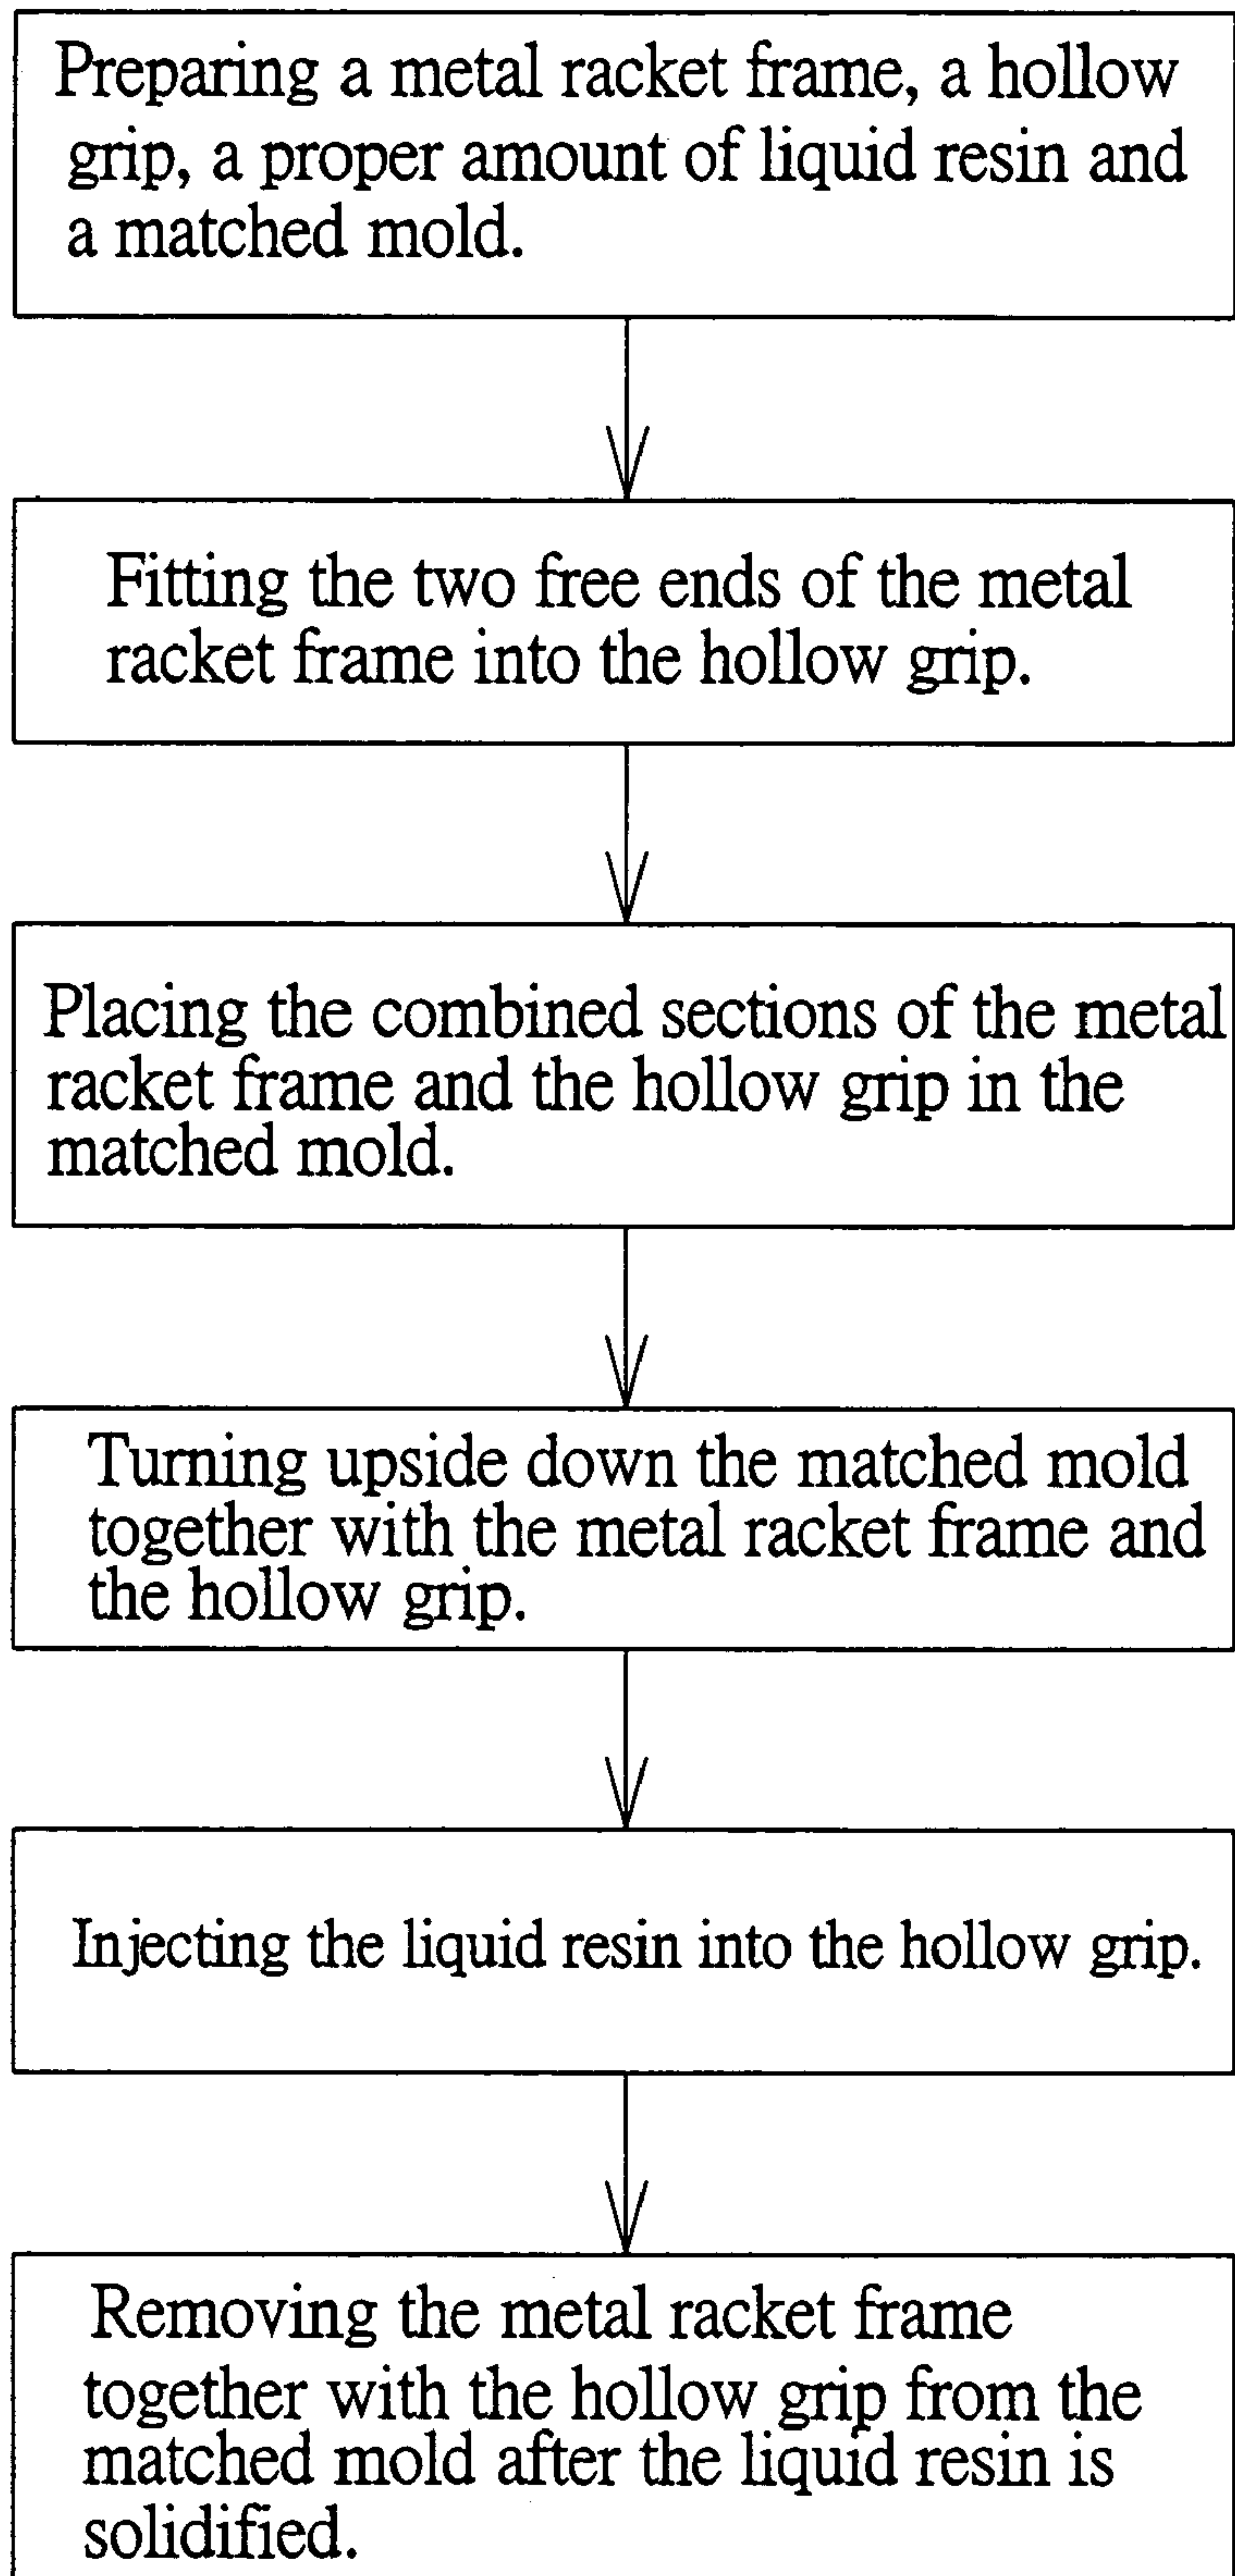 Preparing a metal racket frame, a hollow
grip, a proper amount of liquid resin and
a matched mold.
Fitting the two free ends of the metal
racket frame into the hollow grip.
Placing the combined sections of the metal
racket frame and the hollow grip in the
matched mold.
Turning upside down the matched mold
together with the metal racket frame and
the hollow grip.
Injecting the liquid resin into the hollow grip.
Removing the metal racket frame
together with the hollow grip from the
matched mold after the liquid resin is
solidified.